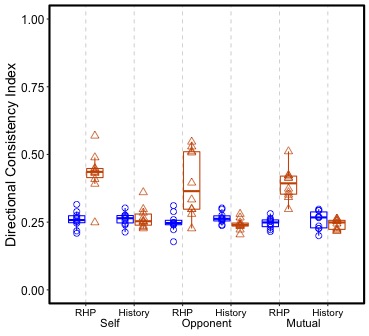 Directional Consistency Index
1.00
0.75
0.50
0.25
0.00
RHP History RHP History RHP History
Self Opponent Mutual